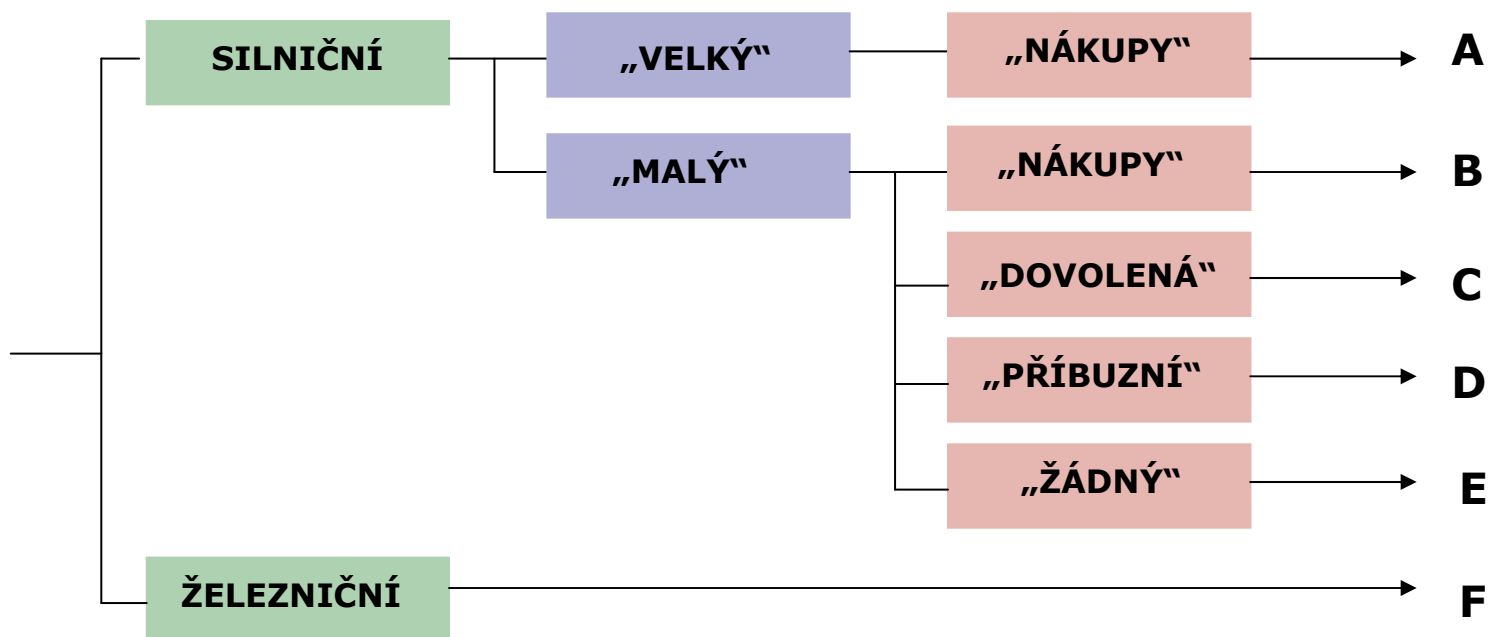 SILNIČNÍ
„VELKÝ“
„NÁKUPY“
A
„MALÝ“
„NÁKUPY“
B
„DOVOLENÁ“
C
„PŘÍBUZNÍ“
D
„ŽÁDNÝ“
E
ŽELEZNIČNÍ
F